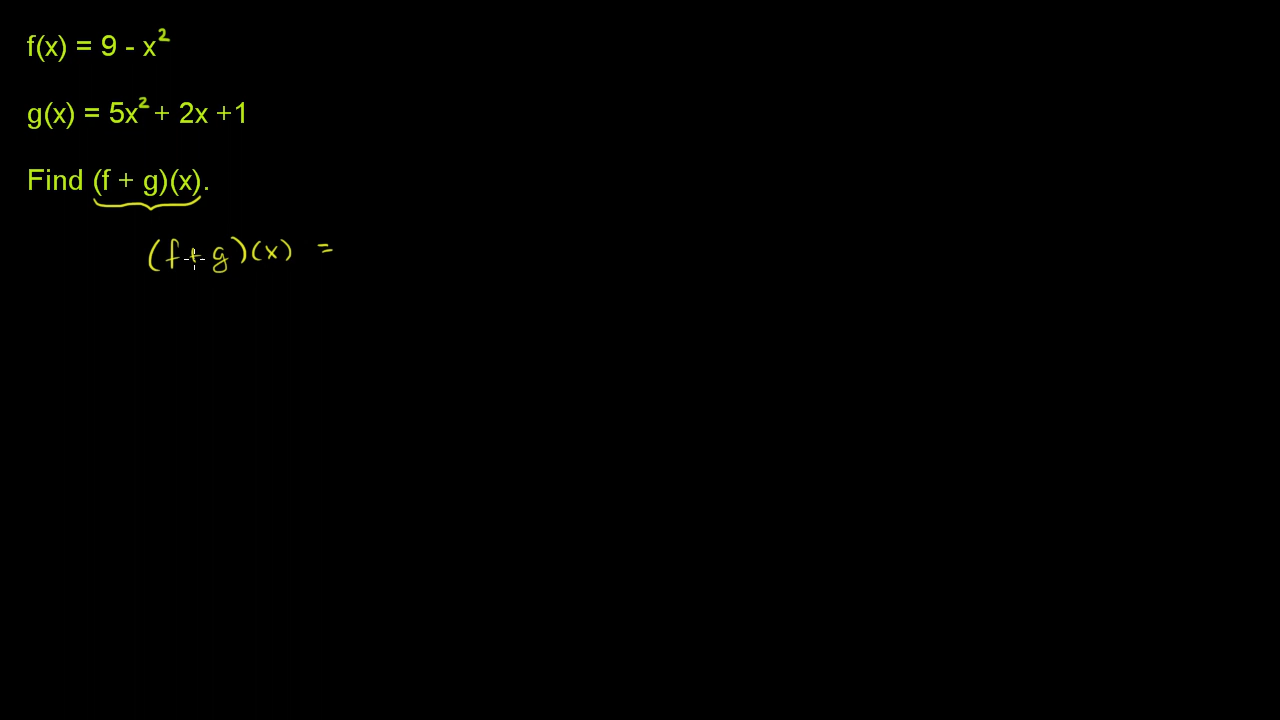 f(x) = 9 - x²
g(x) = 5x² + 2x +1
Find (f + g)(x).
(f+g)(x) =